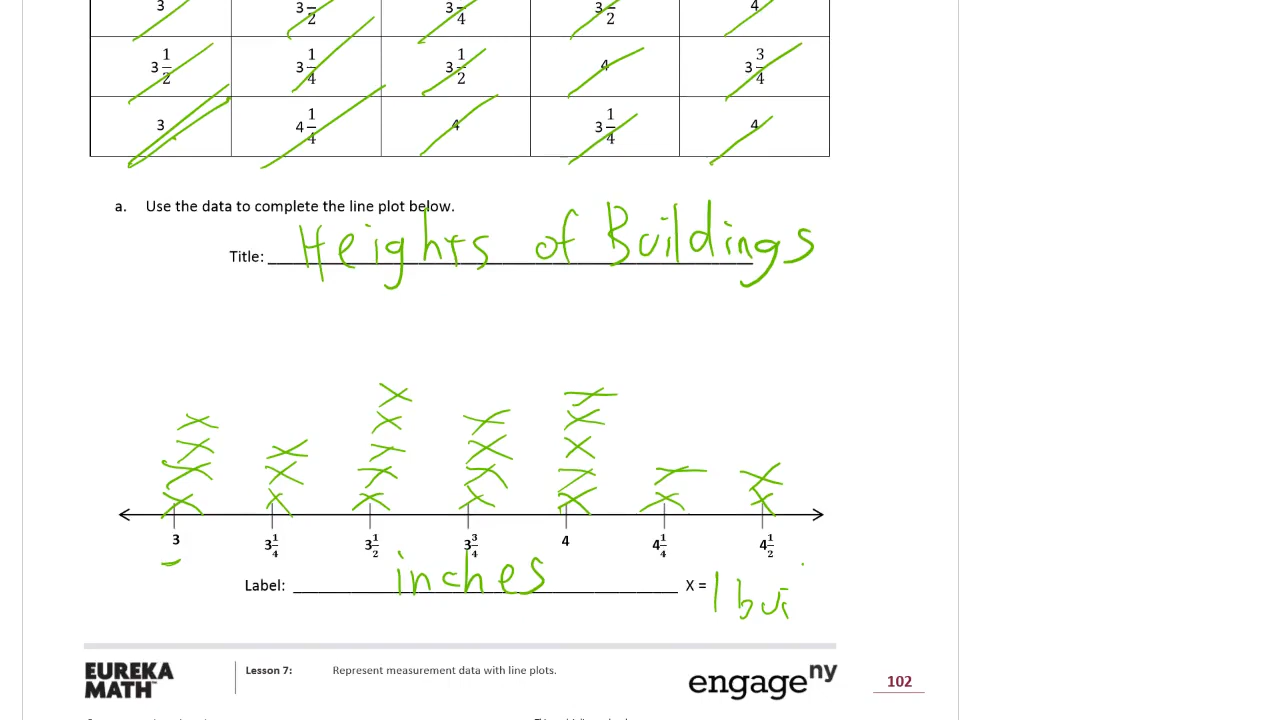 3 3 1/2 3 3/4 3 1/2 4
3 1/2 3 1/4 3 1/2 4 3 3/4
3 4 1/4 4 3 1/4 4
a. Use the data to complete the line plot below.
Title: Heights of Buildings
X X X X X X X X X X X X X X X X X X X X X X X X X
3 3 1/4 3 1/2 3 3/4 4 4 1/4 4 1/2
Label: inches X = 1 bui
EUREKA MATH™ Lesson 7: Represent measurement data with line plots. engage ny 102